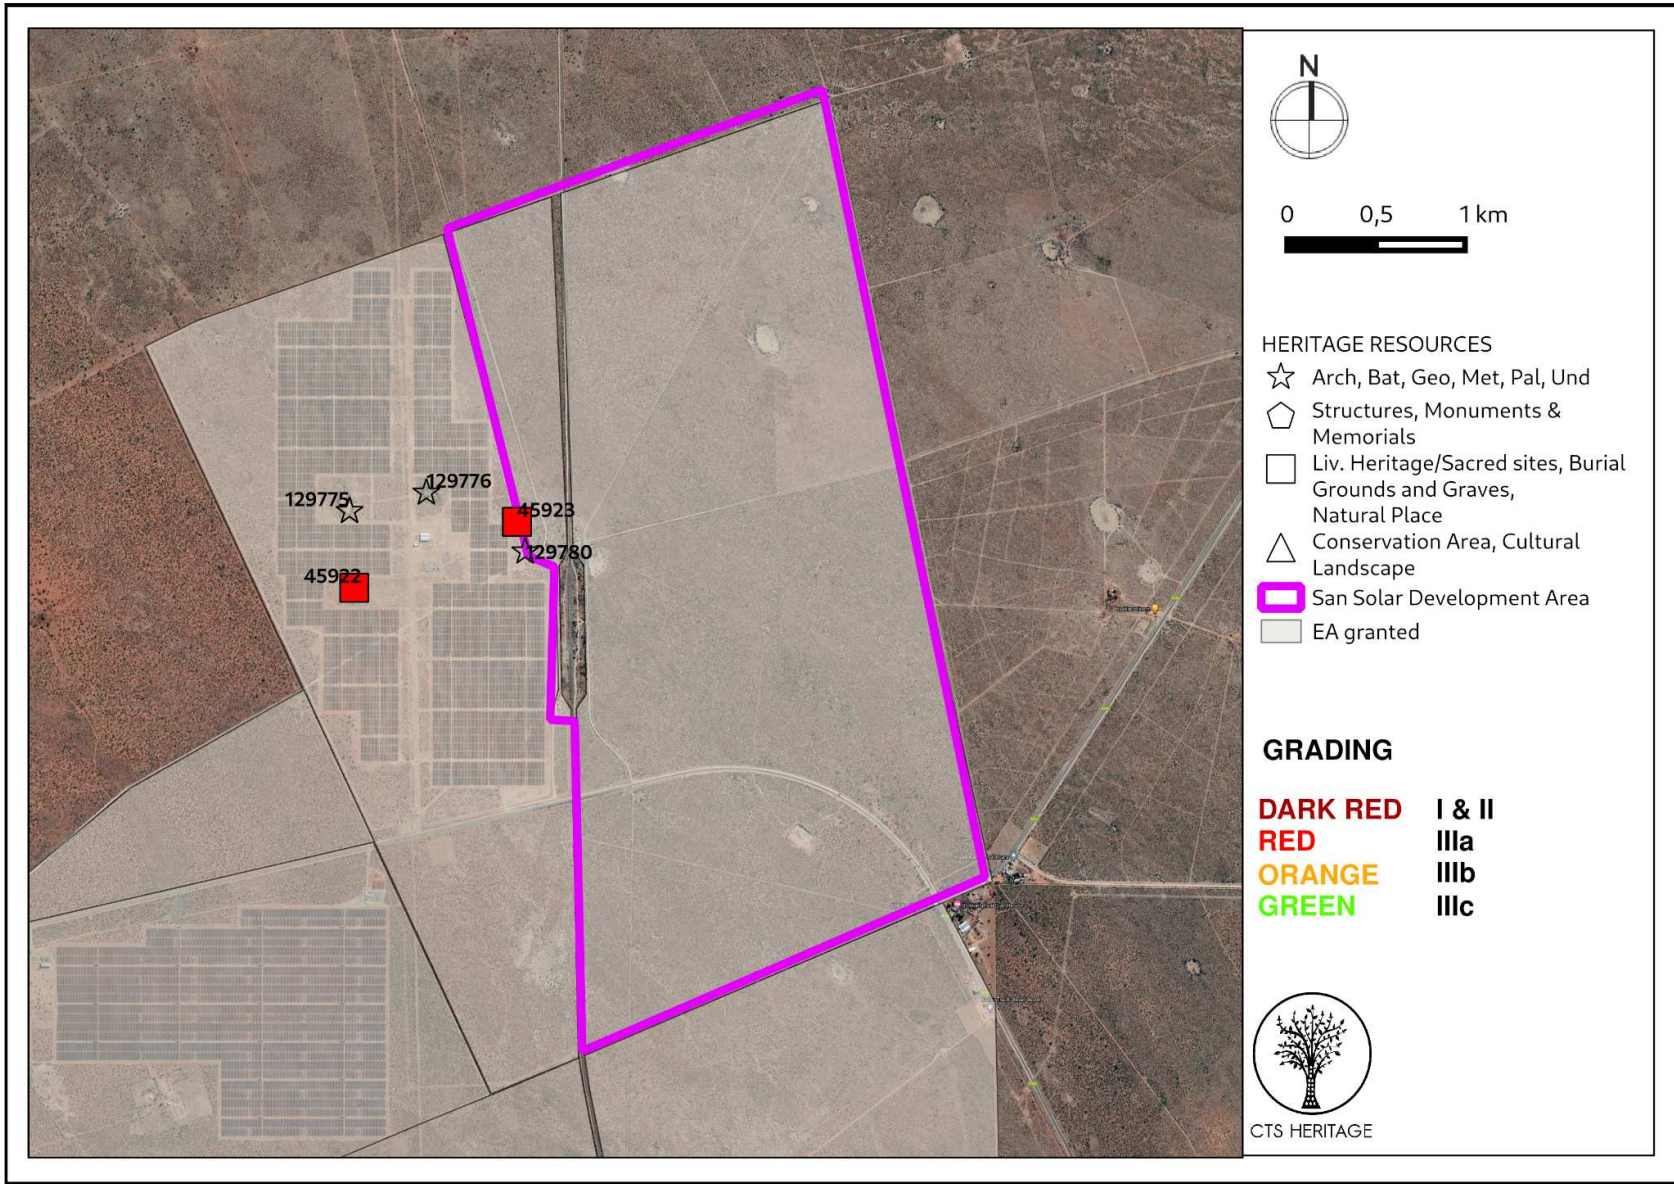 129776
129775
45923
129780
45922
N
0 0,5 1 km
HERITAGE RESOURCES
Arch, Bat, Geo, Met, Pal, Und
Structures, Monuments &
Memorials
Liv. Heritage/Sacred sites, Burial
Grounds and Graves,
Natural Place
Conservation Area, Cultural
Landscape
San Solar Development Area
EA granted
GRADING
DARK RED I & II
RED IIIa
ORANGE IIIb
GREEN IIIc
CTS HERITAGE